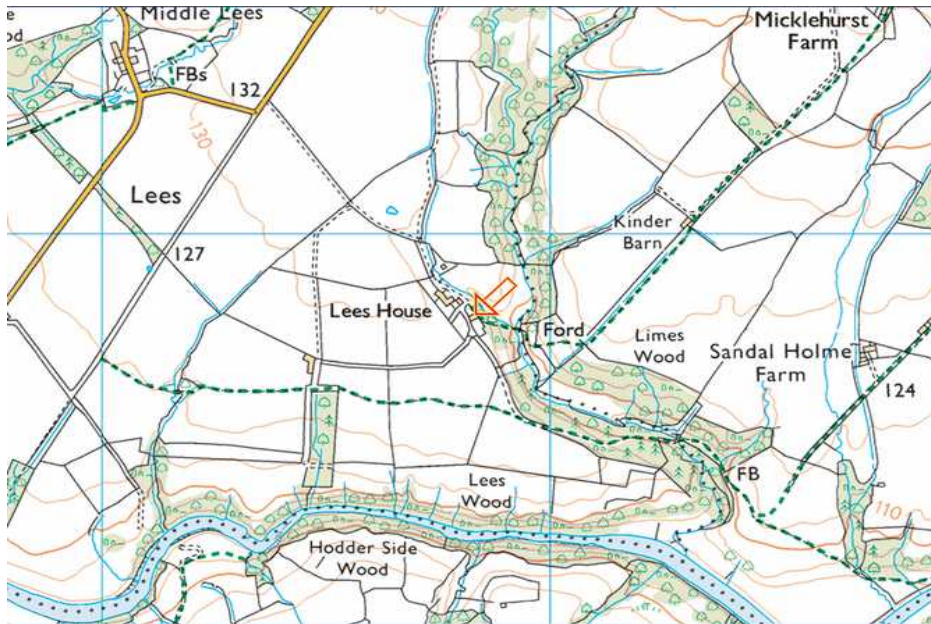 Middle Lees
FBs
132
130
Lees
127
Micklehurst
Farm
Kinder
Barn
Lees House
Ford
Limes
Wood
Sandal Holme
Farm
124
FB
Lees
Wood
110
Hodder Side
Wood